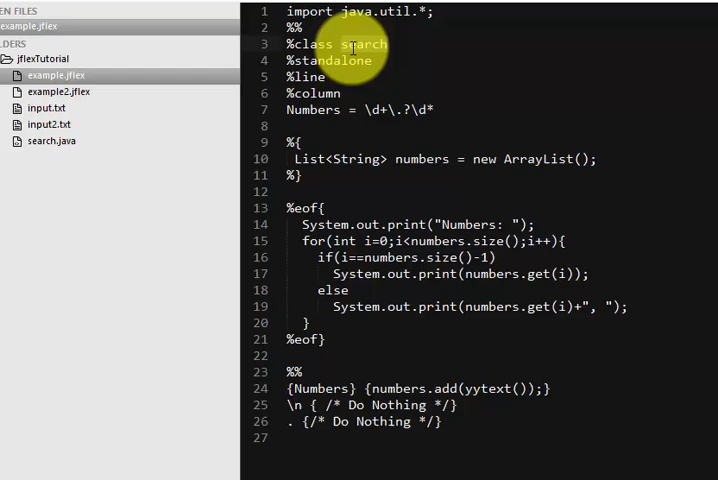 EN FILES
example.jflex
LDERS
jflexTutorial
example.jflex
example2.jflex
input.txt
input2.txt
search.java
1 import java.util.*;
2 %%
3 %class search
4 %standalone
5 %line
6 %column
7 Numbers = \d+\.?\d*
8
9 %{
10  List<String> numbers = new ArrayList();
11 %}
12
13 %eof{
14   System.out.print("Numbers: ");
15   for(int i=0;i<numbers.size();i++){
16     if(i==numbers.size()-1)
17       System.out.print(numbers.get(i));
18     else
19       System.out.print(numbers.get(i)+", ");
20   }
21 %eof}
22
23 %%
24 {Numbers} {numbers.add(yytext());}
25 \n { /* Do Nothing */}
26 . {/* Do Nothing */}
27